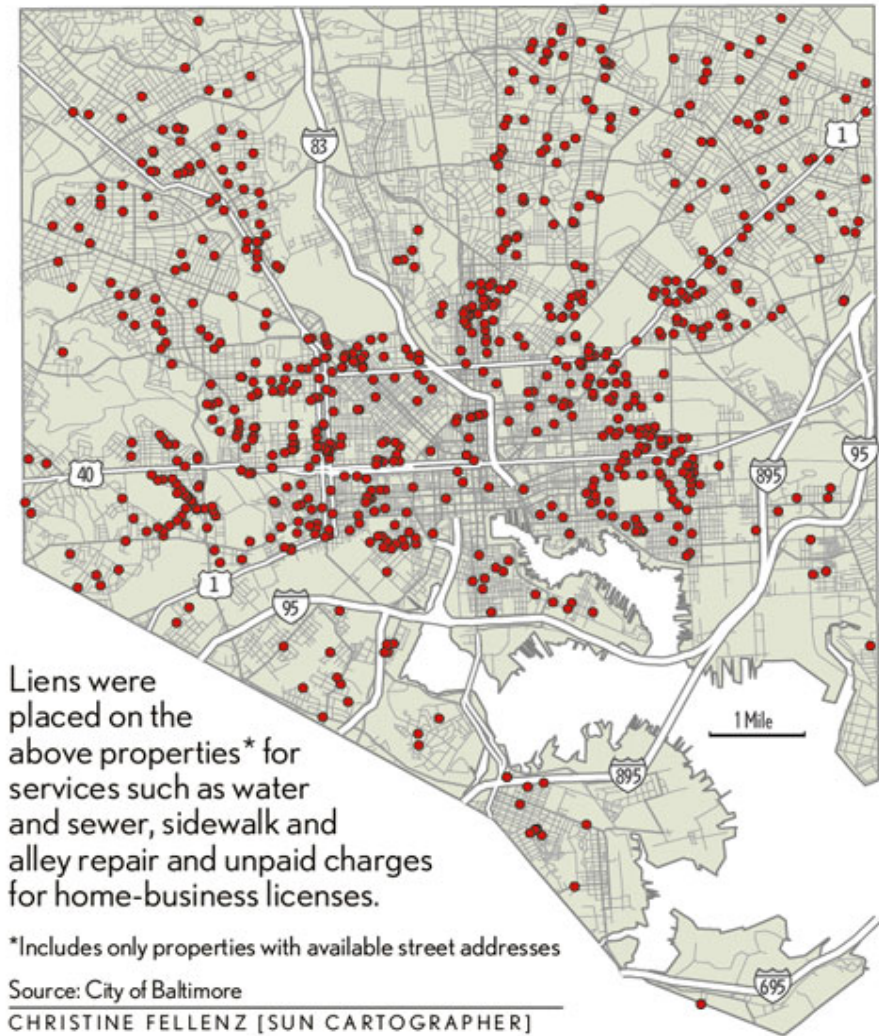 83
1
40
895
95
1
95
1 Mile
895
695
Liens were
placed on the
above properties* for
services such as water
and sewer, sidewalk and
alley repair and unpaid charges
for home-business licenses.
*Includes only properties with available street addresses
Source: City of Baltimore
CHRISTINE FELLENZ [SUN CARTOGRAPHER]